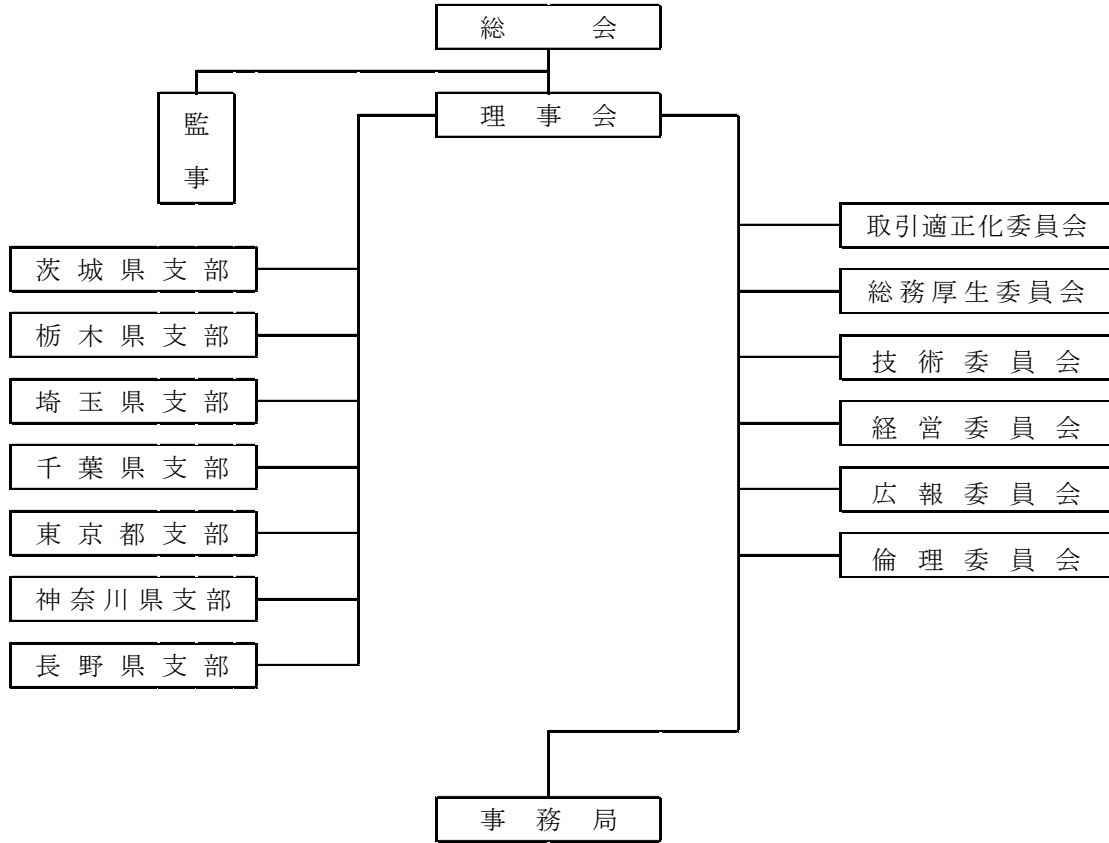 総会
理事会
監事
茨城県支部
栃木県支部
埼玉県支部
千葉県支部
東京都支部
神奈川県支部
長野県支部
取引適正化委員会
総務厚生委員会
技術委員会
経営委員会
広報委員会
倫理委員会
事務局